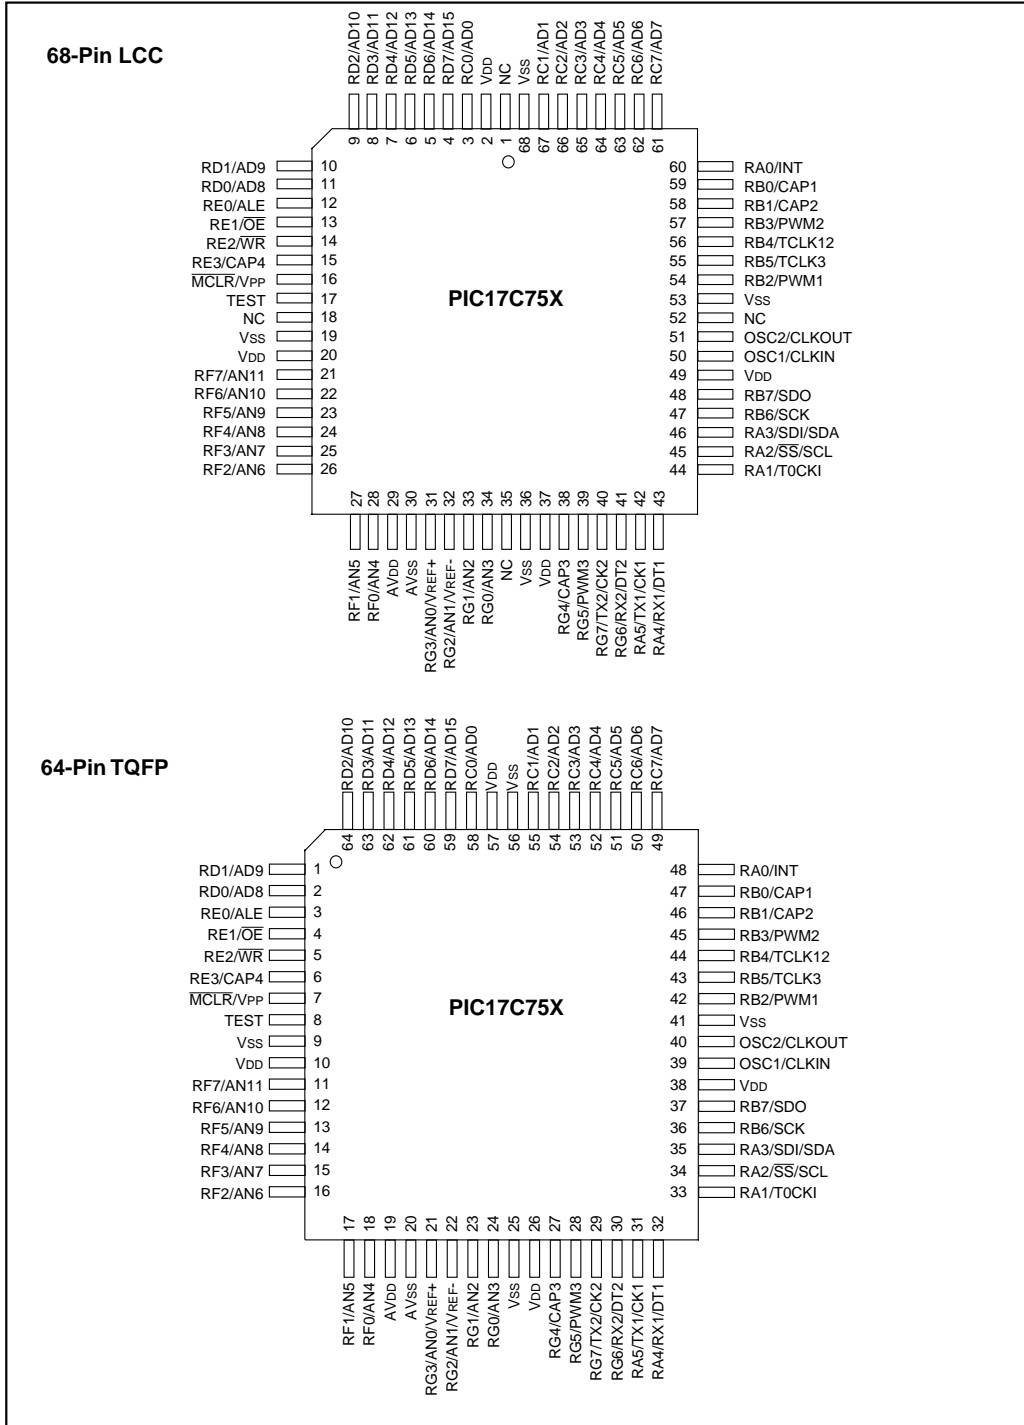 68-Pin LCC
RD2/AD10
RD3/AD11
RD4/AD12
RD5/AD13
RD6/AD14
RD7/AD15
RC0/AD0
VDD
NC
VSS
RC1/AD1
RC2/AD2
RC3/AD3
RC4/AD4
RC5/AD5
RC6/AD6
RC7/AD7
9 8 7 6 5 4 3 2 1 68 67 66 65 64 63 62 61
RD1/AD9 10
RD0/AD8 11
RE0/ALE 12
RE1/OE 13
RE2/WR 14
RE3/CAP4 15
MCLR/VPP 16
TEST 17
NC 18
VSS 19
VDD 20
RF7/AN11 21
RF6/AN10 22
RF5/AN9 23
RF4/AN8 24
RF3/AN7 25
RF2/AN6 26
PIC17C75X
60 RA0/INT
59 RB0/CAP1
58 RB1/CAP2
57 RB3/PWM2
56 RB4/TCLK12
55 RB5/TCLK3
54 RB2/PWM1
53 VSS
52 NC
51 OSC2/CLKOUT
50 OSC1/CLKIN
49 VDD
48 RB7/SDO
47 RB6/SCK
46 RA3/SDI/SDA
45 RA2/SS/SCL
44 RA1/T0CKI
27 28 29 30 31 32 33 34 35 36 37 38 39 40 41 42 43
RF1/AN5
RF0/AN4
AVDD
AVSS
RG3/AN0/VREF+
RG2/AN1/VREF-
RG1/AN2
RG0/AN3
NC
VSS
VDD
RG4/CAP3
RG5/PWM3
RG7/TX2/CK2
RG6/RX2/DT2
RA5/TX1/CK1
RA4/RX1/DT1
64-Pin TQFP
RD2/AD10
RD3/AD11
RD4/AD12
RD5/AD13
RD6/AD14
RD7/AD15
RC0/AD0
VDD
VSS
RC1/AD1
RC2/AD2
RC3/AD3
RC4/AD4
RC5/AD5
RC6/AD6
RC7/AD7
64 63 62 61 60 59 58 57 56 55 54 53 52 51 50 49
RD1/AD9 1
RD0/AD8 2
RE0/ALE 3
RE1/OE 4
RE2/WR 5
RE3/CAP4 6
MCLR/VPP 7
TEST 8
VSS 9
VDD 10
RF7/AN11 11
RF6/AN10 12
RF5/AN9 13
RF4/AN8 14
RF3/AN7 15
RF2/AN6 16
PIC17C75X
48 RA0/INT
47 RB0/CAP1
46 RB1/CAP2
45 RB3/PWM2
44 RB4/TCLK12
43 RB5/TCLK3
42 RB2/PWM1
41 VSS
40 OSC2/CLKOUT
39 OSC1/CLKIN
38 VDD
37 RB7/SDO
36 RB6/SCK
35 RA3/SDI/SDA
34 RA2/SS/SCL
33 RA1/T0CKI
17 18 19 20 21 22 23 24 25 26 27 28 29 30 31 32
RF1/AN5
RF0/AN4
AVDD
AVSS
RG3/AN0/VREF+
RG2/AN1/VREF-
RG1/AN2
RG0/AN3
VSS
VDD
RG4/CAP3
RG5/PWM3
RG7/TX2/CK2
RG6/RX2/DT2
RA5/TX1/CK1
RA4/RX1/DT1